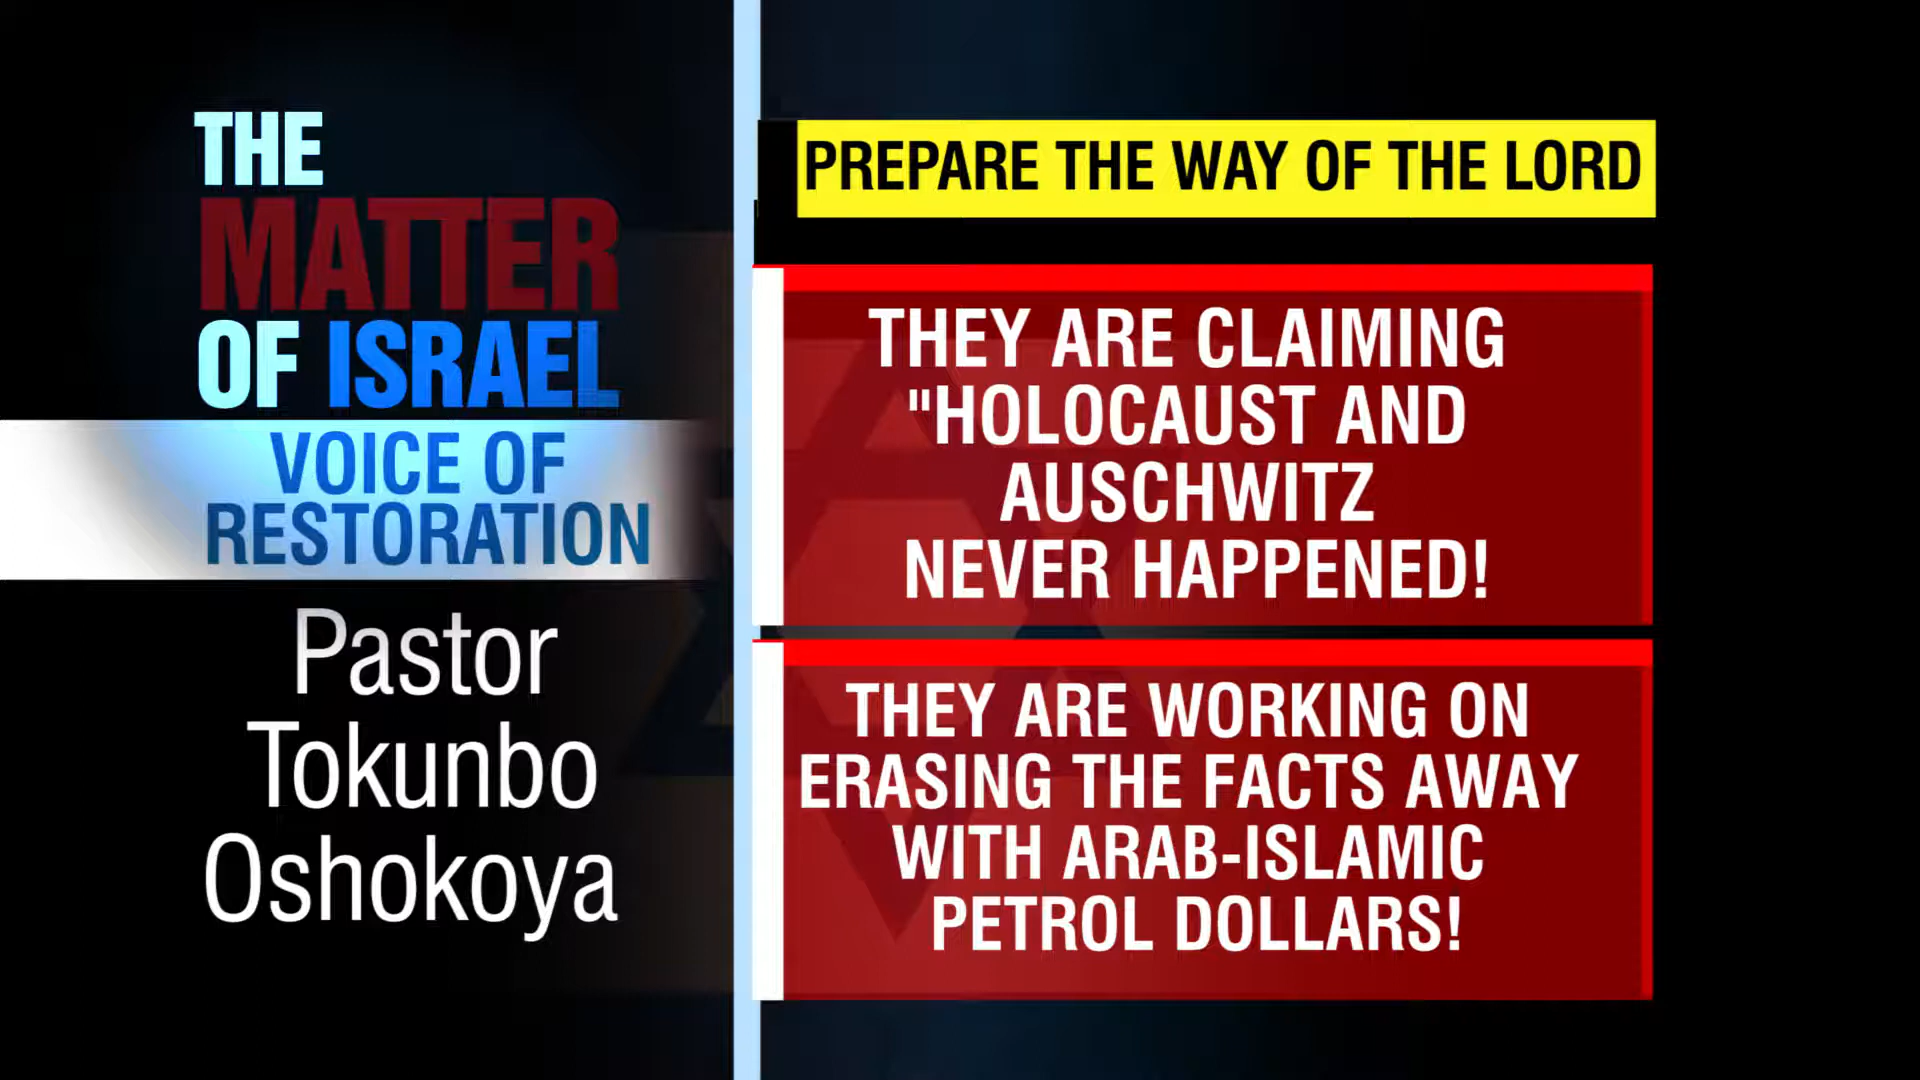 THE
MATTER
OF ISRAEL
VOICE OF
RESTORATION
Pastor
Tokunbo
Oshokoya
PREPARE THE WAY OF THE LORD
THEY ARE CLAIMING
"HOLOCAUST AND
AUSCHWITZ
NEVER HAPPENED!
THEY ARE WORKING ON
ERASING THE FACTS AWAY
WITH ARAB-ISLAMIC
PETROL DOLLARS!